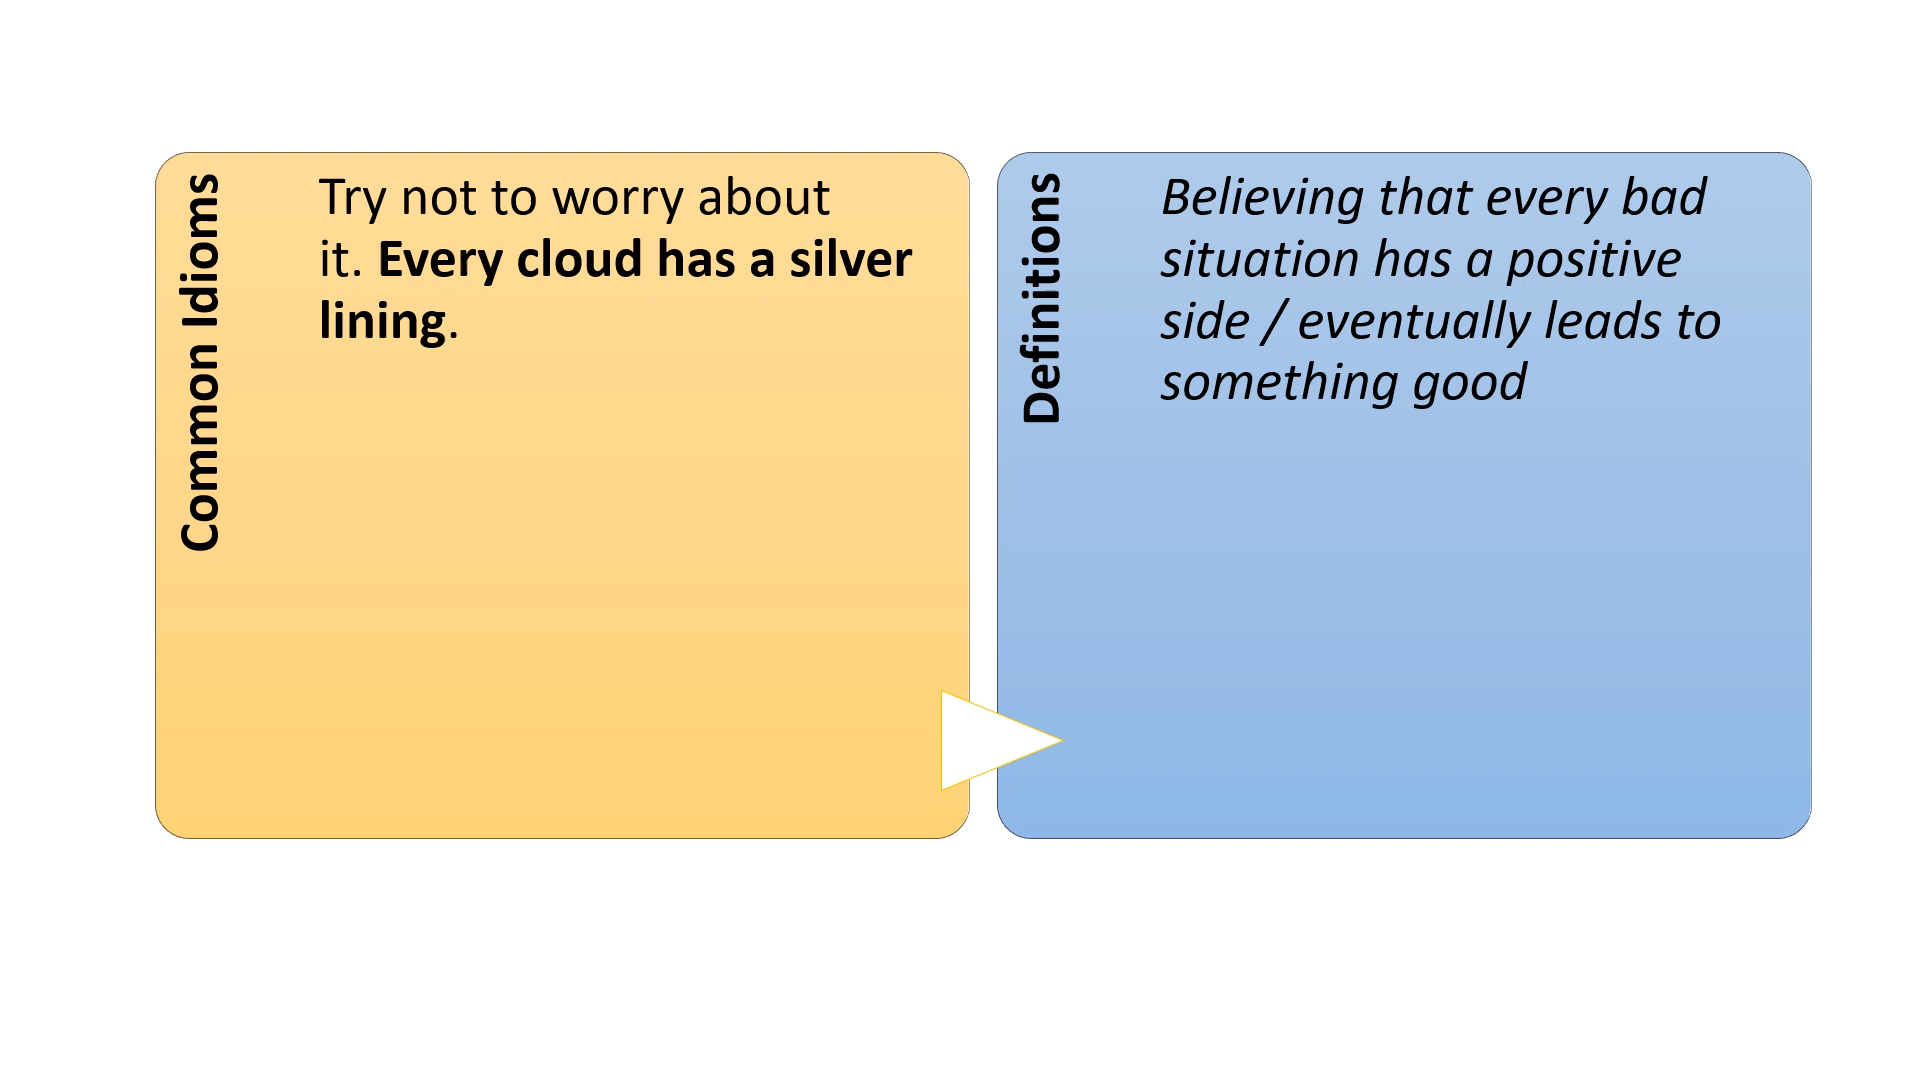 Common Idioms
Try not to worry about
it. Every cloud has a silver
lining.
Definitions
Believing that every bad
situation has a positive
side / eventually leads to
something good